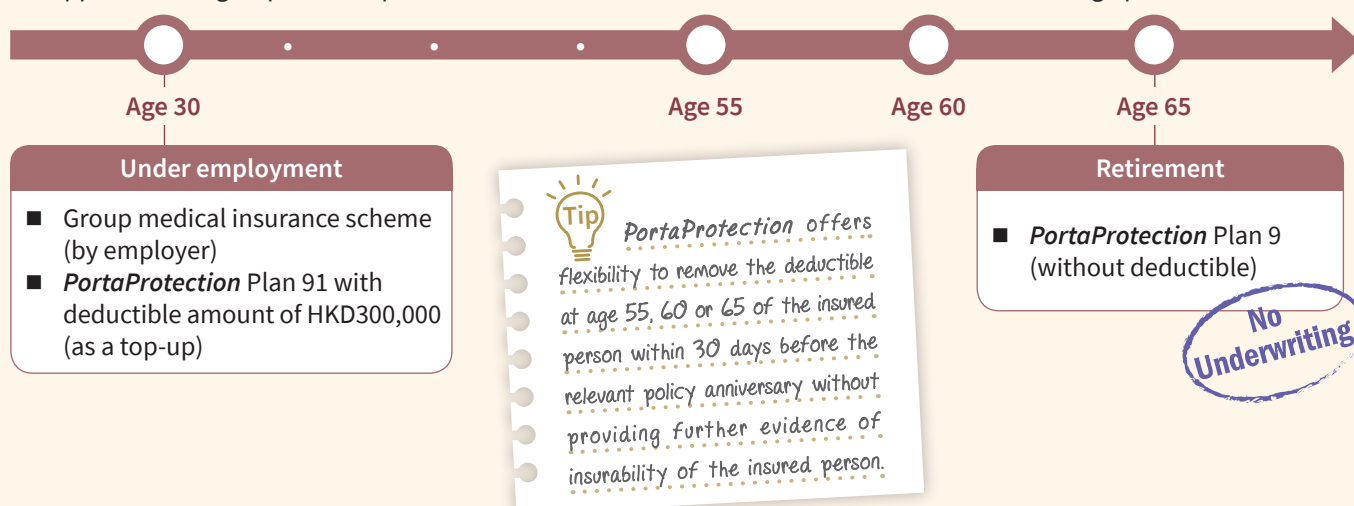 Age 30
Age 55
Age 60
Age 65
Under employment
■ Group medical insurance scheme
(by employer)
■ PortaProtection Plan 91 with
deductible amount of HKD300,000
(as a top-up)
Tip
PortaProtection offers
flexibility to remove the deductible
at age 55, 60 or 65 of the insured
person within 30 days before the
relevant policy anniversary without
providing further evidence of
insurability of the insured person.
Retirement
■ PortaProtection Plan 9
(without deductible)
No
Underwriting